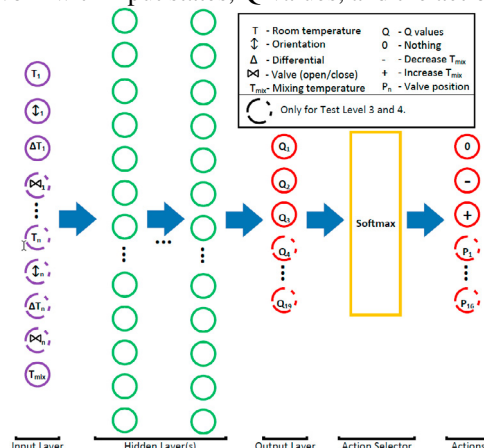 T - Room temperature
↕ - Orientation
Δ - Differential
⋈ - Valve (open/close)
Tmix - Mixing temperature
Q - Q values
0 - Nothing
- - Decrease Tmix
+ - Increase Tmix
Pn - Valve position
Only for Test Level 3 and 4.
T1
↕1
ΔT1
⋈1
Tn
↕n
ΔTn
⋈n
Tmix
...
Q1
Q2
Q3
Q4
Q19
Softmax
0
-
+
P1
P16
Input Layer
Hidden Layer(s)
Output Layer
Action Selector
Actions